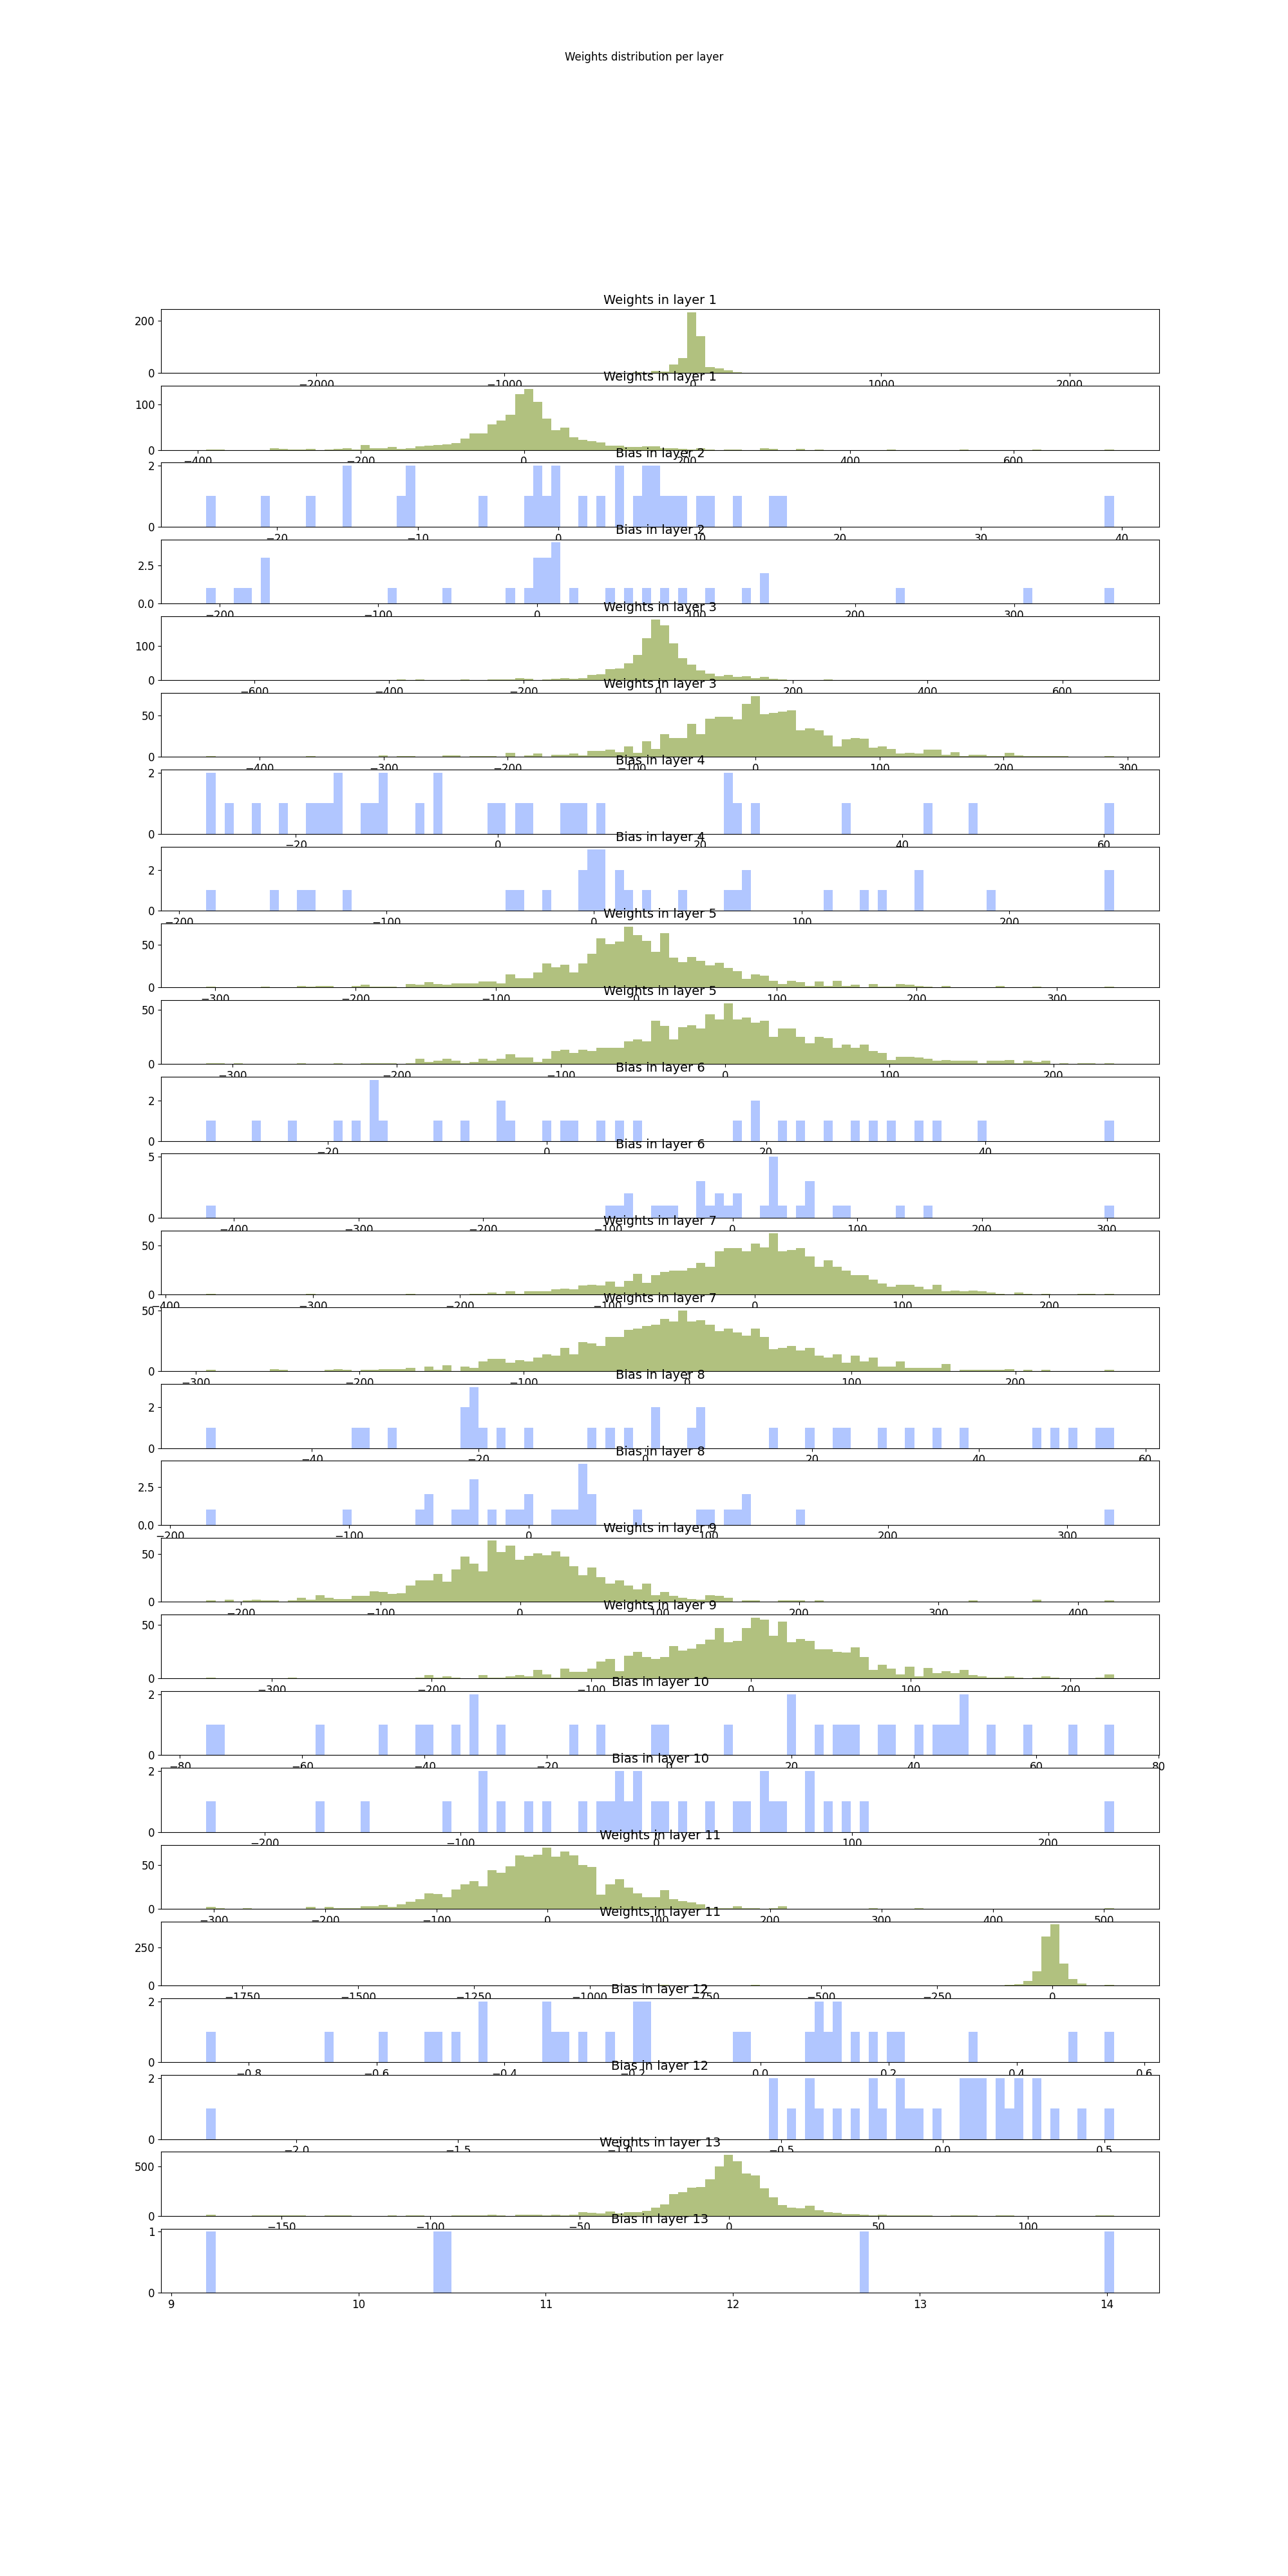 Weights distribution per layer
Weights in layer 1
200
0
−2000 −1000 0 1000 2000
Weights in layer 1
100
0
−400 −200 0 200 400 600
Bias in layer 2
2
0
−20 −10 0 10 20 30 40
Bias in layer 2
2.5
0.0
−200 −100 0 100 200 300
Weights in layer 3
100
0
−600 −400 −200 0 200 400 600
Weights in layer 3
50
0
−400 −300 −200 −100 0 100 200 300
Bias in layer 4
2
0
−20 0 20 40 60
Bias in layer 4
2
0
−200 −100 0 100 200
Weights in layer 5
50
0
−300 −200 −100 0 100 200 300
Weights in layer 5
50
0
−300 −200 −100 0 100 200
Bias in layer 6
2
0
−20 0 20 40
Bias in layer 6
5
0
−400 −300 −200 −100 0 100 200 300
Weights in layer 7
50
0
−400 −300 −200 −100 0 100 200
Weights in layer 7
50
0
−300 −200 −100 0 100 200
Bias in layer 8
2
0
−40 −20 0 20 40 60
Bias in layer 8
2.5
0.0
−200 −100 0 100 200 300
Weights in layer 9
50
0
−200 −100 0 100 200 300 400
Weights in layer 9
50
0
−300 −200 −100 0 100 200
Bias in layer 10
2
0
−80 −60 −40 −20 0 20 40 60 80
Bias in layer 10
2
0
−200 −100 0 100 200
Weights in layer 11
50
0
−300 −200 −100 0 100 200 300 400 500
Weights in layer 11
250
0
−1750 −1500 −1250 −1000 −750 −500 −250 0
Bias in layer 12
2
0
−0.8 −0.6 −0.4 −0.2 0.0 0.2 0.4 0.6
Bias in layer 12
2
0
−2.0 −1.5 −1.0 −0.5 0.0 0.5
Weights in layer 13
500
0
−150 −100 −50 0 50 100
Bias in layer 13
1
0
9 10 11 12 13 14